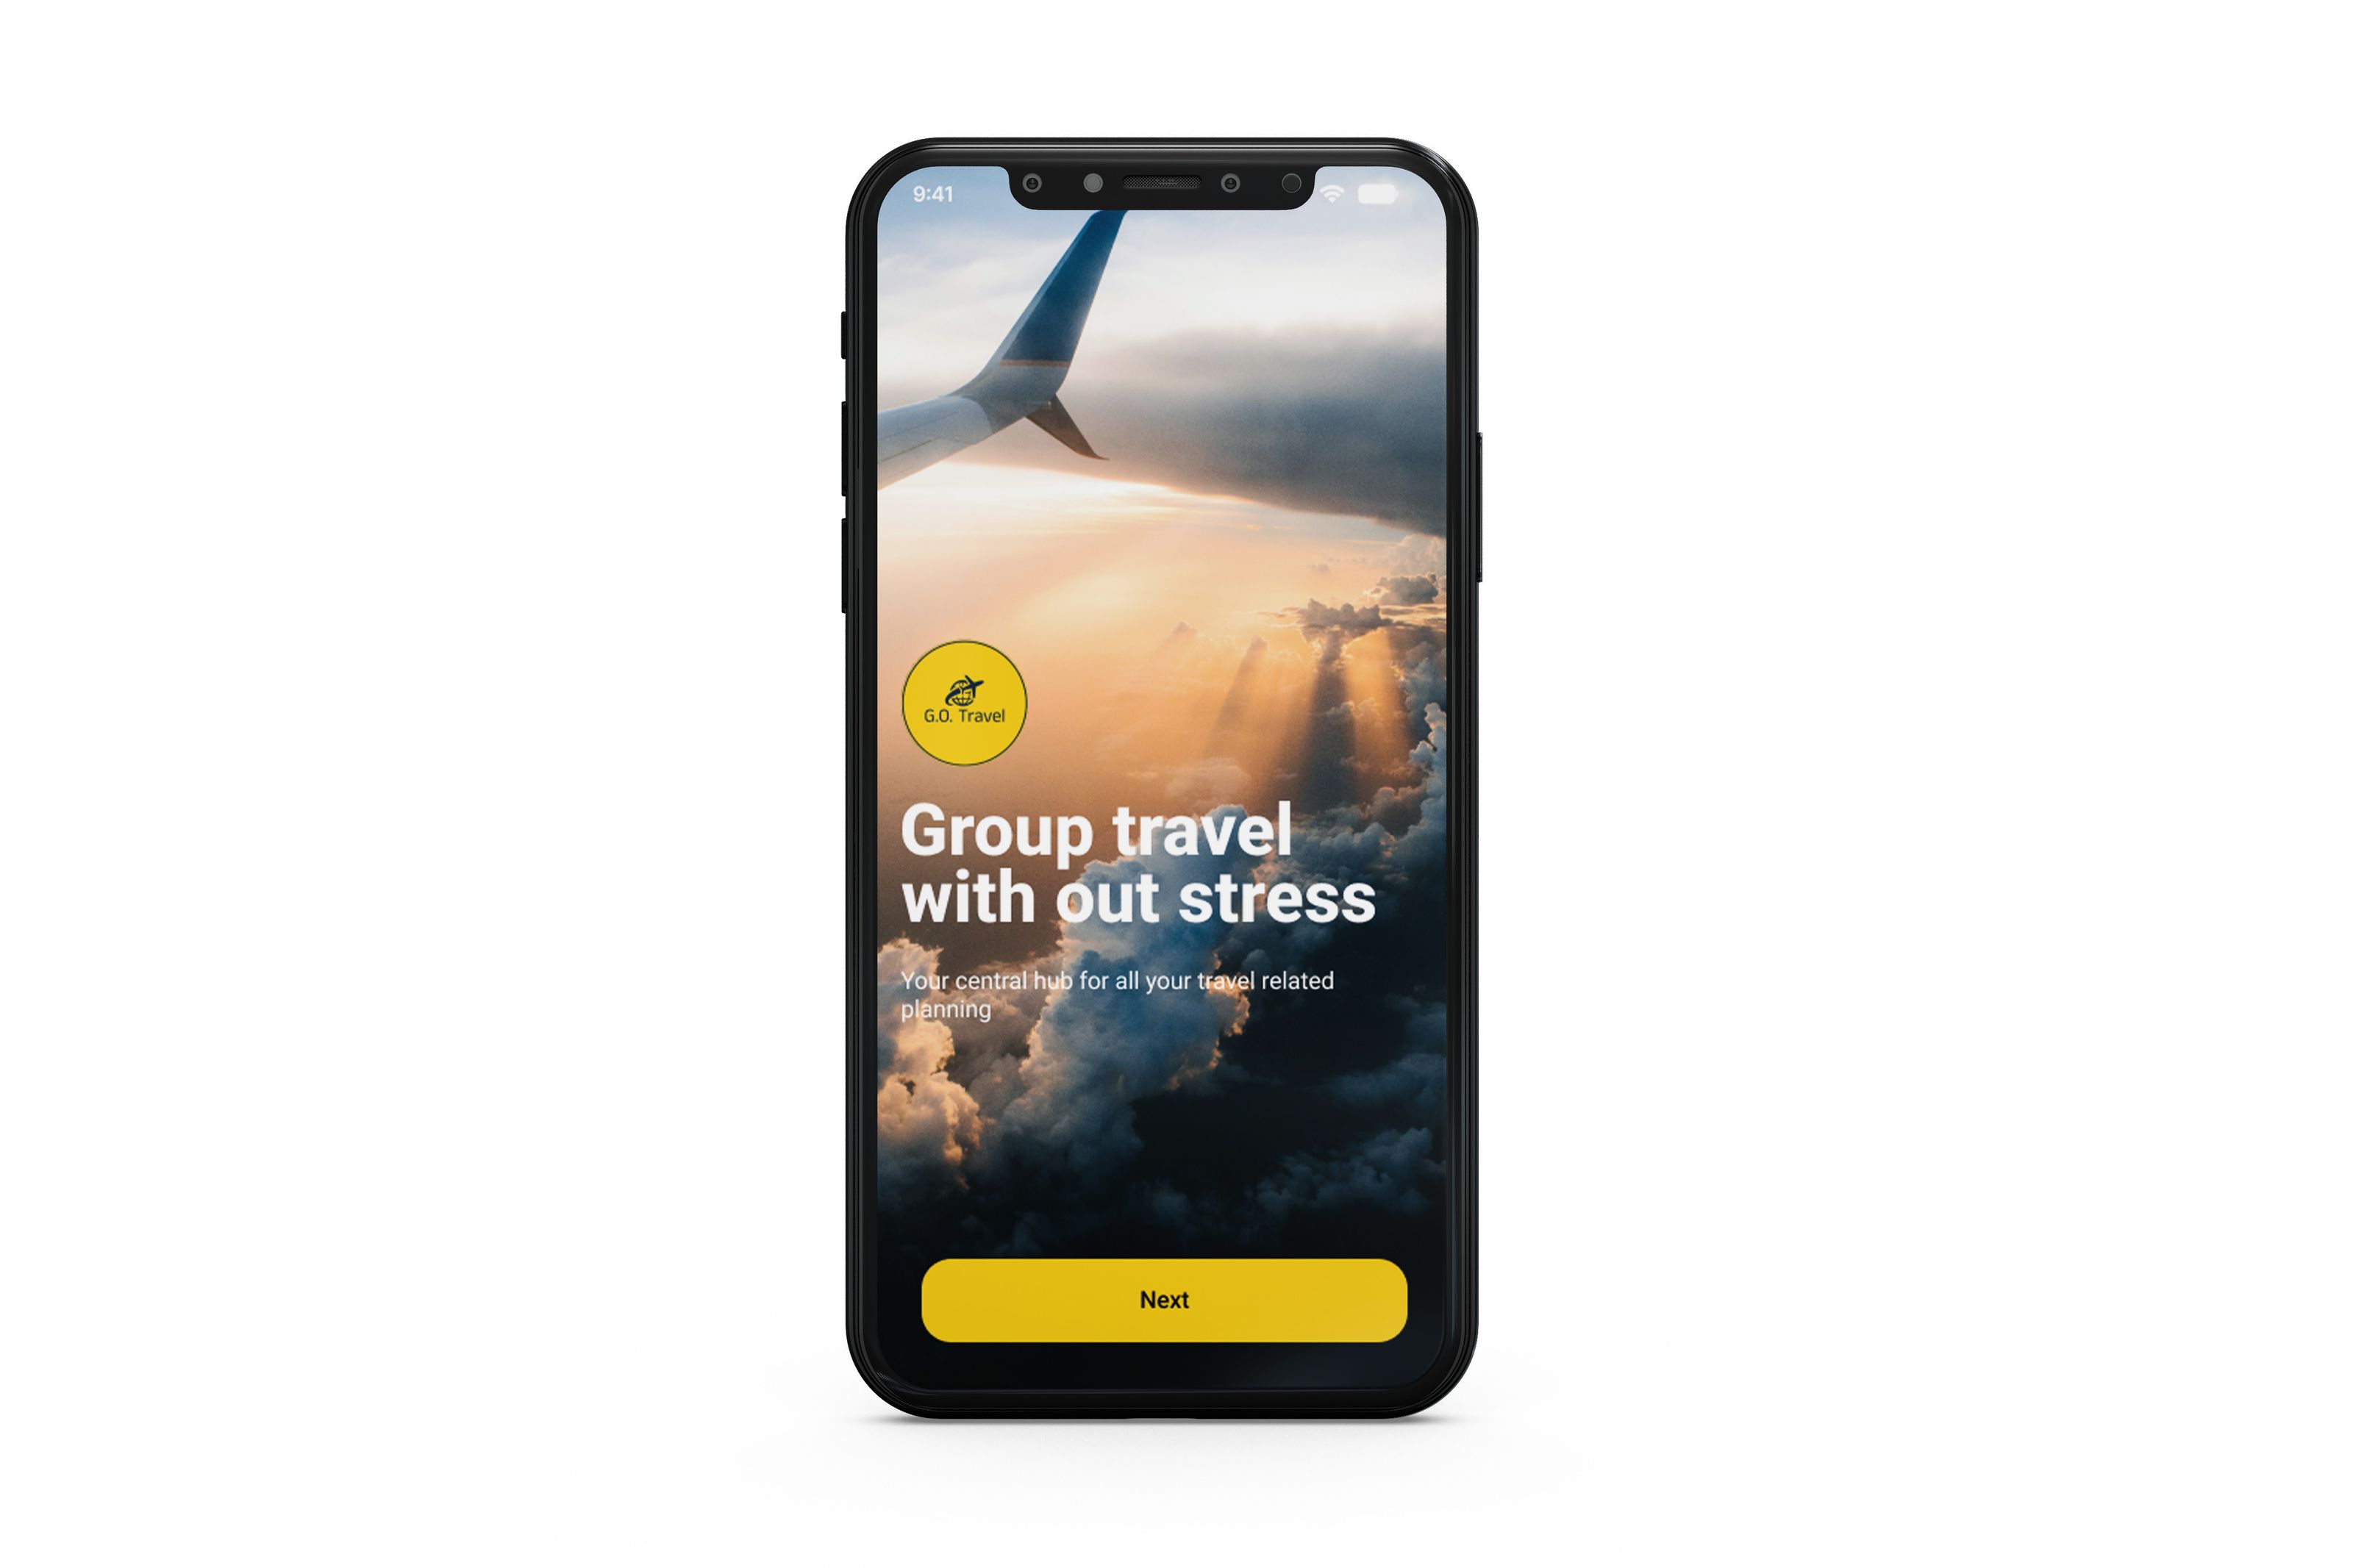 9:41
G.O. Travel
Group travel
with out stress
Your central hub for all your travel related
planning
Next